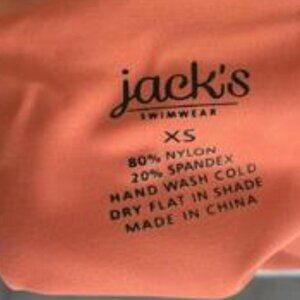 jack's
SWIMWEAR
XS
80% NYLON
20% SPANDEX
HAND WASH COLD
DRY FLAT IN SHADE
MADE IN CHINA